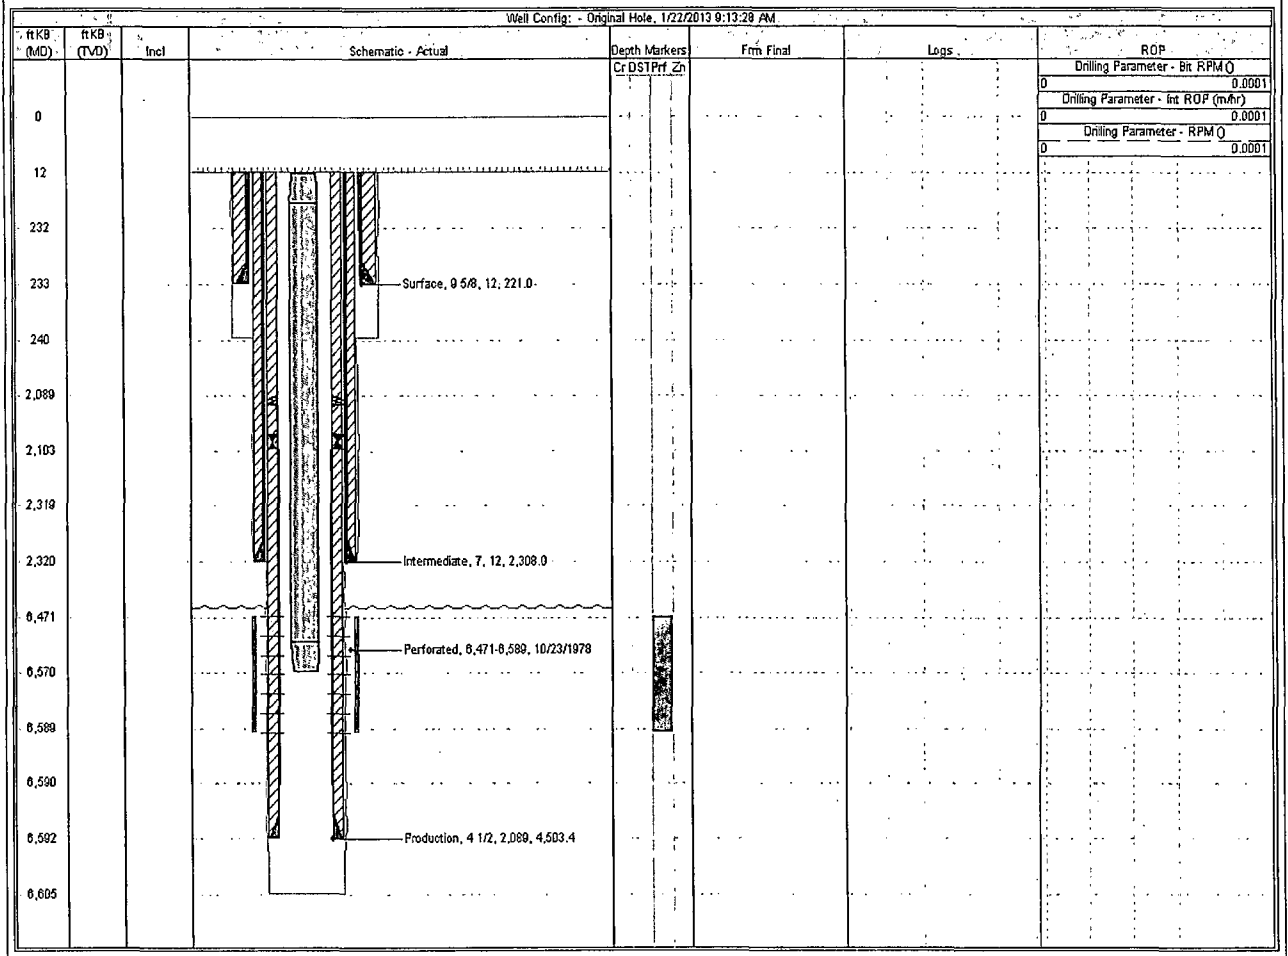 Well Config: - Original Hole, 1/22/2013 9:13:28 AM
ftKB (MD)
ftKB (TVD)
Incl
Schematic - Actual
Depth Markers
Frm Final
Logs
ROP
Cr DST Prf Zn
Drilling Parameter - Bit RPM ()
0 0.0001
Drilling Parameter - Int ROP (m/hr)
0 0.0001
Drilling Parameter - RPM ()
0 0.0001
0
12
232
233
Surface, 9 5/8, 12, 221.0
240
2,089
2,103
2,319
2,320
Intermediate, 7, 12, 2,308.0
6,471
Perforated, 6,471-6,589, 10/23/1978
6,570
6,589
6,590
6,592
Production, 4 1/2, 2,089, 4,503.4
6,605